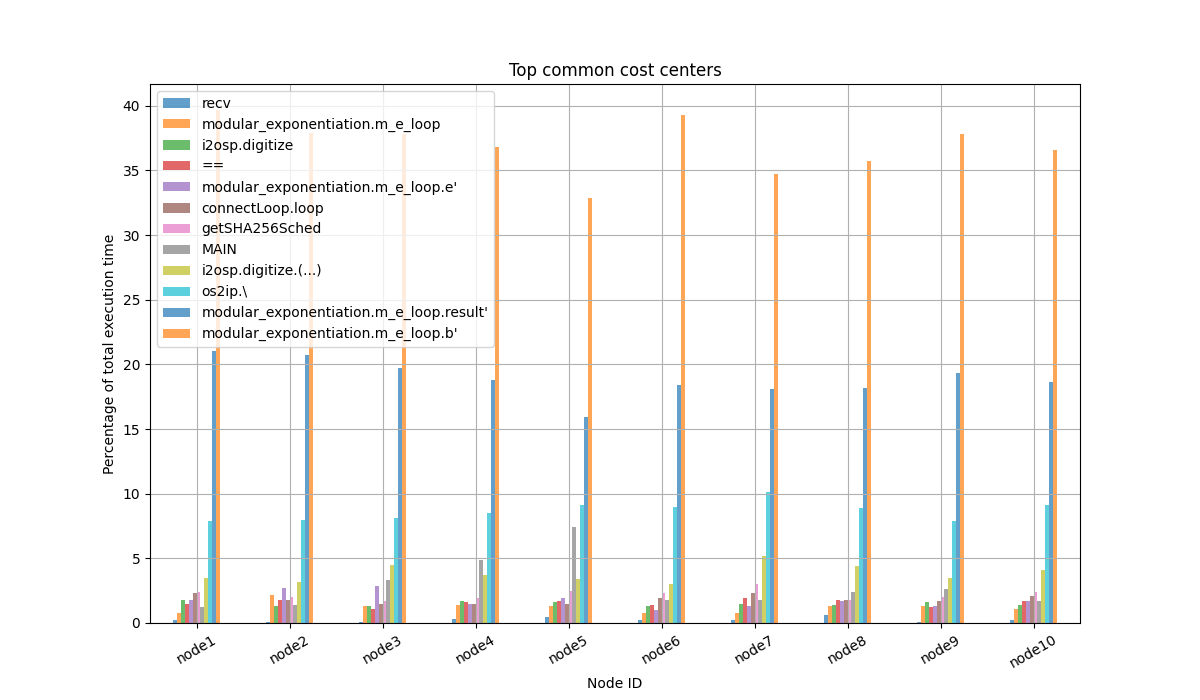 Top common cost centers
Percentage of total execution time
40
35
30
25
20
15
10
5
0
recv
modular_exponentiation.m_e_loop
i2osp.digitize
==
modular_exponentiation.m_e_loop.e'
connectLoop.loop
getSHA256Sched
MAIN
i2osp.digitize.(...)
os2ip.\
modular_exponentiation.m_e_loop.result'
modular_exponentiation.m_e_loop.b'
node1
node2
node3
node4
node5
node6
node7
node8
node9
node10
Node ID